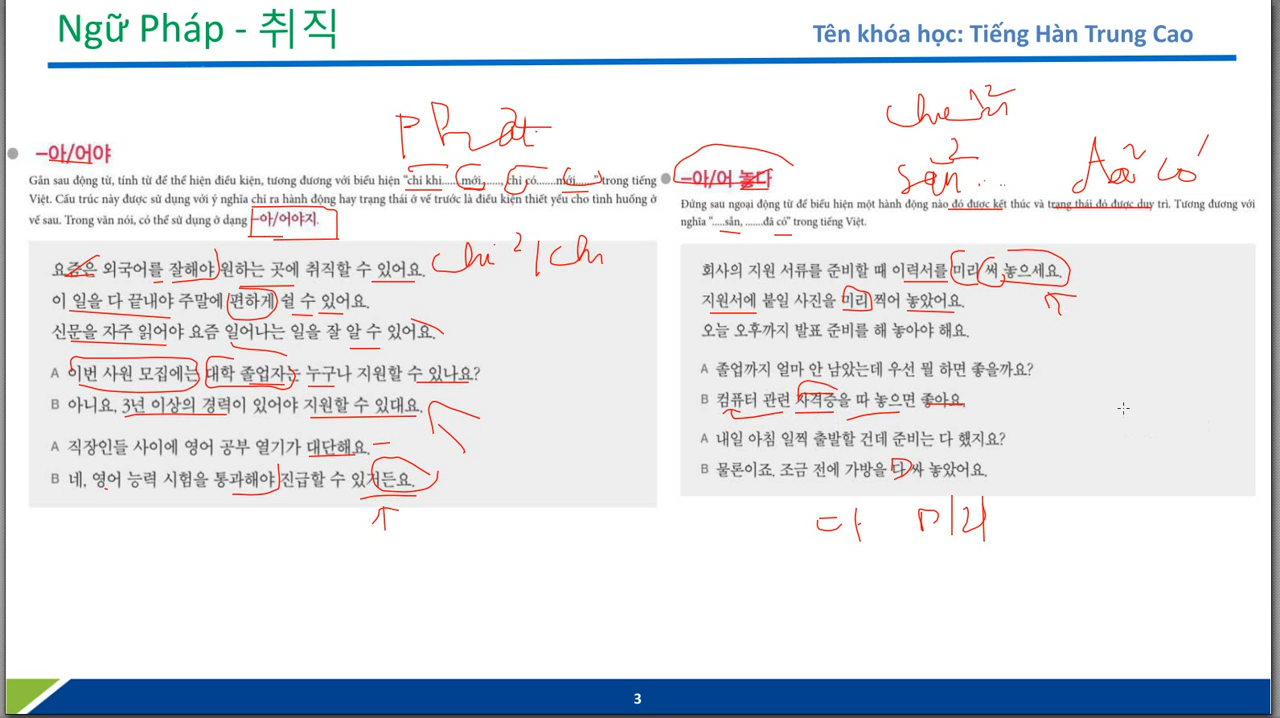 Ngữ Pháp - 취직
Tên khóa học: Tiếng Hàn Trung Cao
Phải
–아/어야
Gắn sau động từ, tính từ để thể hiện điều kiện, tương đương với biểu hiện “chỉ khi.....mới......, chỉ có.......mới.....” trong tiếng
Việt. Cấu trúc này được sử dụng với ý nghĩa chỉ ra hành động hay trạng thái ở vế trước là điều kiện thiết yếu cho tình huống ở
vế sau. Trong văn nói, có thể sử dụng ở dạng –아/어야지.
요즘은 외국어를 잘해야 원하는 곳에 취직할 수 있어요.
이 일을 다 끝내야 주말에 편하게 쉴 수 있어요.
신문을 자주 읽어야 요즘 일어나는 일을 잘 알 수 있어요.
A 이번 사원 모집에는 대학 졸업자는 누구나 지원할 수 있나요?
B 아니요, 3년 이상의 경력이 있어야 지원할 수 있대요.
A 직장인들 사이에 영어 공부 열기가 대단해요.
B 네, 영어 능력 시험을 통과해야 진급할 수 있거든요.
chuẩn
sẵn...
Đã có
–아/어 놓다
Đứng sau ngoại động từ để biểu hiện một hành động nào đó được kết thúc và trạng thái đó được duy trì. Tương đương với
nghĩa “.....sẵn, .......đã có” trong tiếng Việt.
회사의 지원 서류를 준비할 때 이력서를 미리 써 놓으세요.
지원서에 붙일 사진을 미리 찍어 놓았어요.
오늘 오후까지 발표 준비를 해 놓아야 해요.
A 졸업까지 얼마 안 남았는데 우선 뭘 하면 좋을까요?
B 컴퓨터 관련 자격증을 따 놓으면 좋아요.
A 내일 아침 일찍 출발할 건데 준비는 다 했지요?
B 물론이죠. 조금 전에 가방을 다 싸 놓았어요.
미리
3